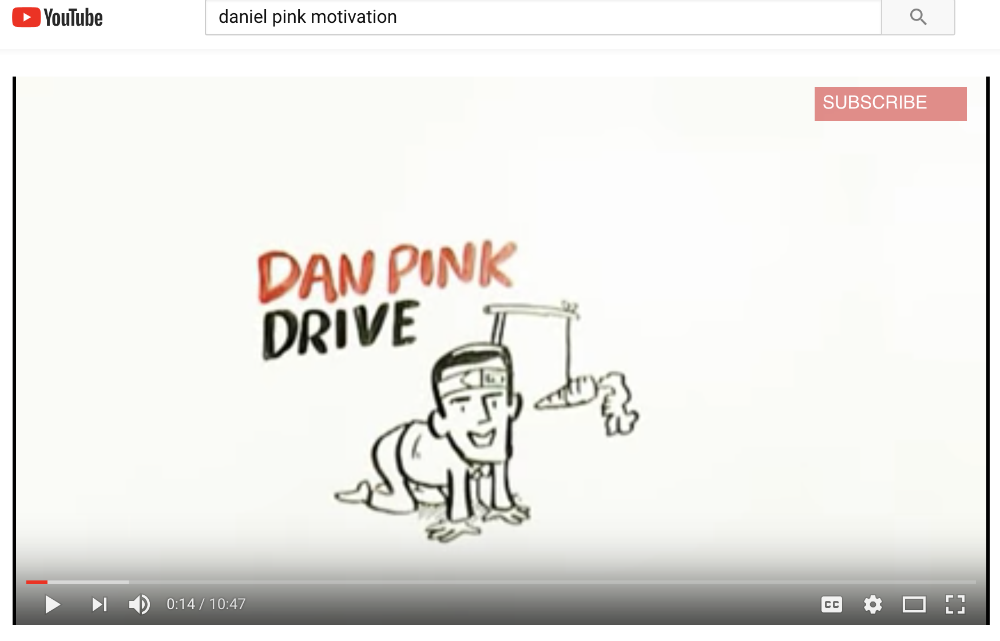 YouTube
daniel pink motivation
SUBSCRIBE
DAN PINK
DRIVE
0:14 / 10:47
CC